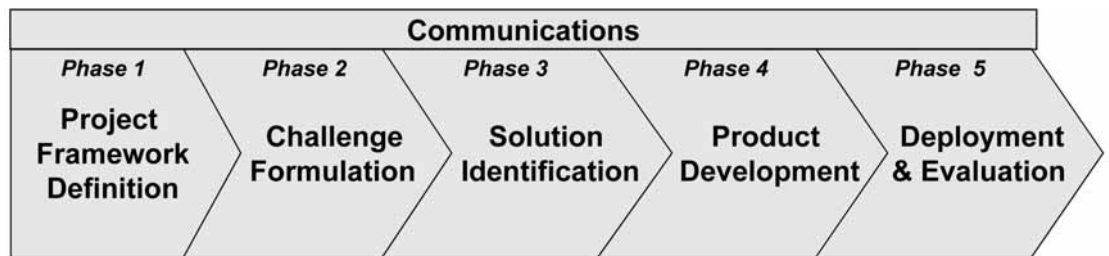 Communications
Phase 1
Project
Framework
Definition
Phase 2
Challenge
Formulation
Phase 3
Solution
Identification
Phase 4
Product
Development
Phase 5
Deployment
& Evaluation